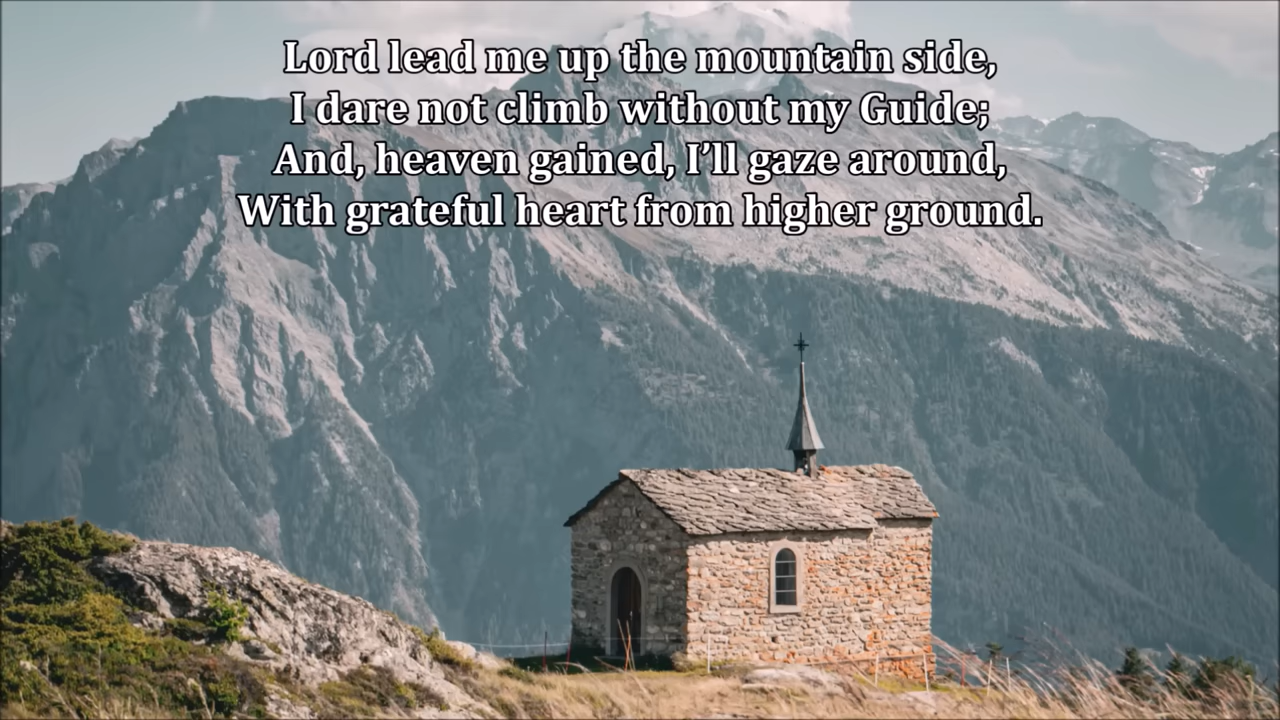 Lord lead me up the mountain side,
I dare not climb without my Guide;
And, heaven gained, I’ll gaze around,
With grateful heart from higher ground.